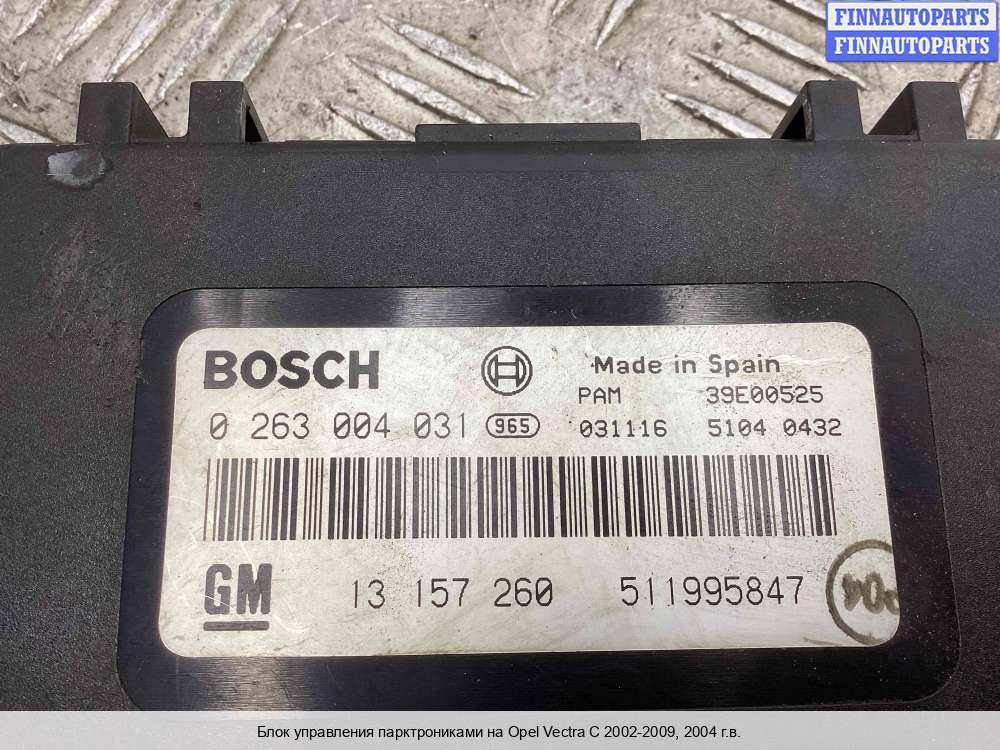 FINNAUTOPARTS
FINNAUTOPARTS
BOSCH Made in Spain
PAM 39E00525
0 263 004 031 965 031116 5104 0432
GM 13 157 260 511995847
Блок управления парктрониками на Opel Vectra C 2002-2009, 2004 г.в.